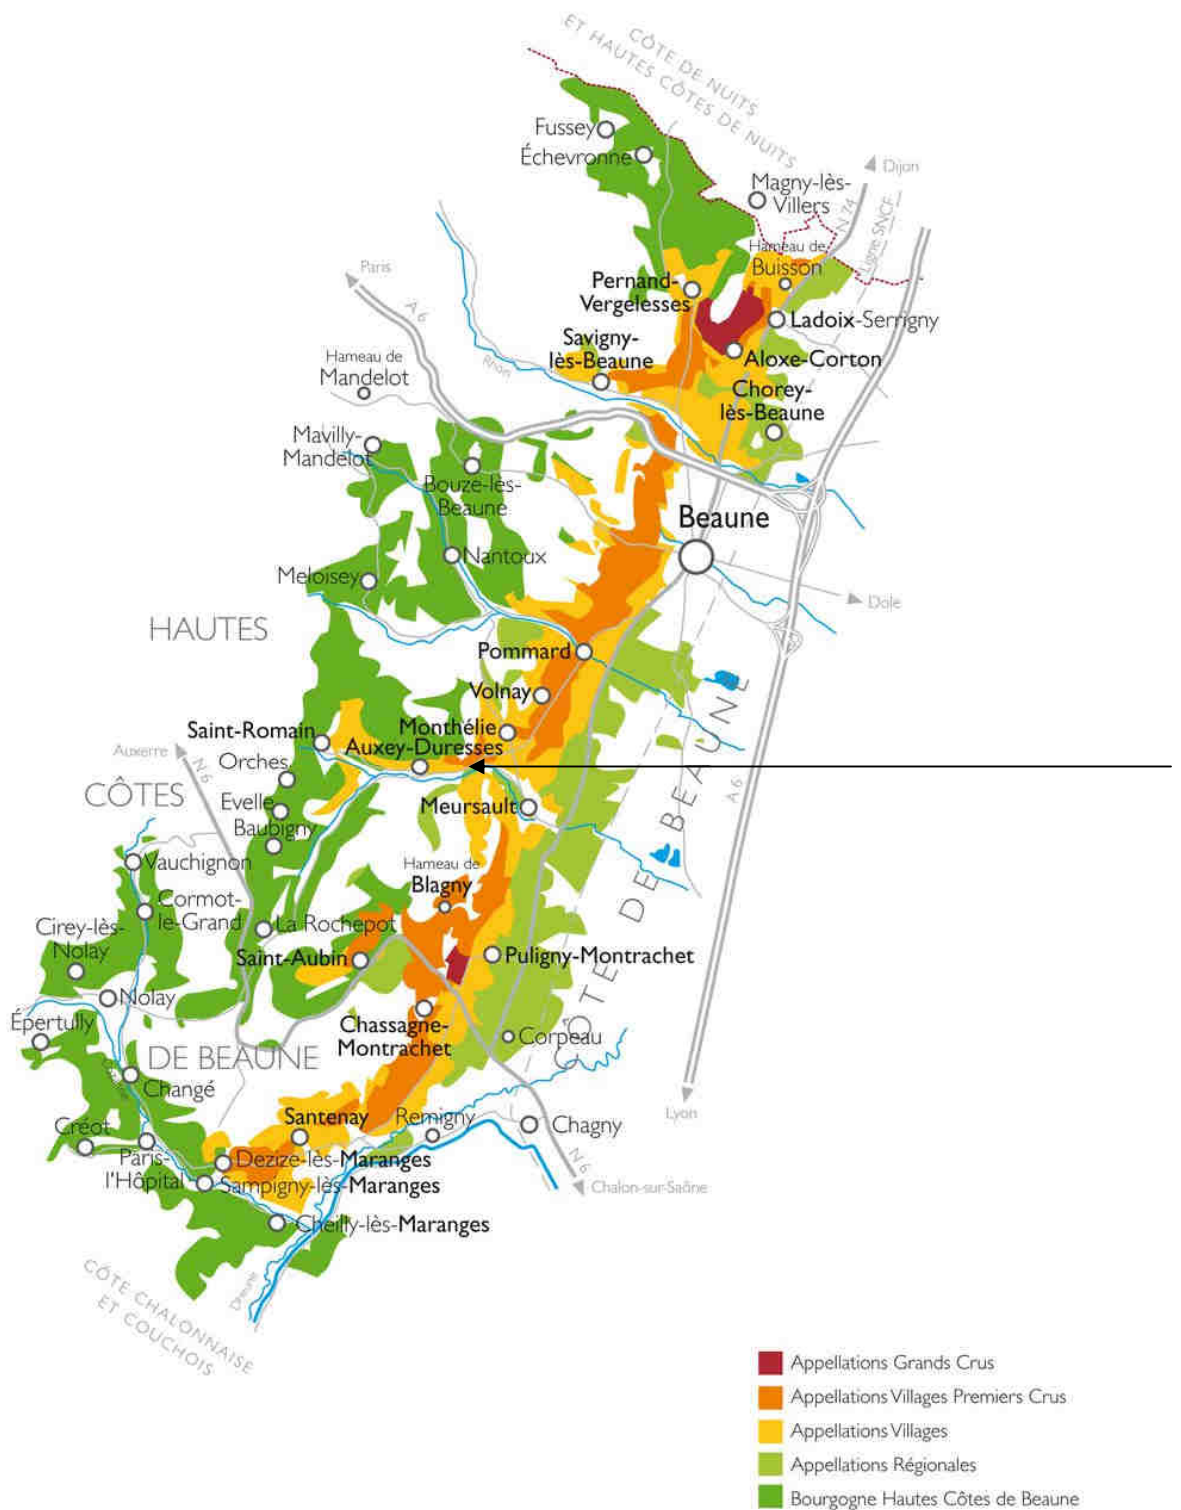 CÔTE DE NUITS
ET HAUTES CÔTES DE NUITS
Fussey
Échevronne
Dijon
Magny-lès-
Villers
N 74
Ligne SNCF
Hameau de
Buisson
Paris
A 6
Pernand-
Vergelesses
Ladoix-Serrigny
Savigny-
lès-Beaune
Aloxe-Corton
Rhoin
Hameau de
Mandelot
Chorey-
lès-Beaune
Mavilly-
Mandelot
Bouze-lès-
Beaune
Beaune
Nantoux
Meloisey
Dole
HAUTES
Pommard
Volnay
Saint-Romain
Monthélie
Auxey-Duresses
Auxerre
N 6
Orches
CÔTES
Evelle
Baubigny
Meursault
A 6
CÔTE DE BEAUNE
Vauchignon
Hameau de
Blagny
Cormot-
le-Grand
Cirey-lès-
Nolay
La Rochepot
Saint-Aubin
Puligny-Montrachet
Nolay
Épertully
Chassagne-
Montrachet
Corpeau
DE BEAUNE
Changé
Lyon
Santenay
Remigny
Chagny
Créot
Paris-
l'Hôpital
Dezize-lès-Maranges
N 6
Sampigny-lès-Maranges
Chalon-sur-Saône
Cheilly-lès-Maranges
CÔTE CHALONNAISE
ET COUCHOIS
Appellations Grands Crus
Appellations Villages Premiers Crus
Appellations Villages
Appellations Régionales
Bourgogne Hautes Côtes de Beaune